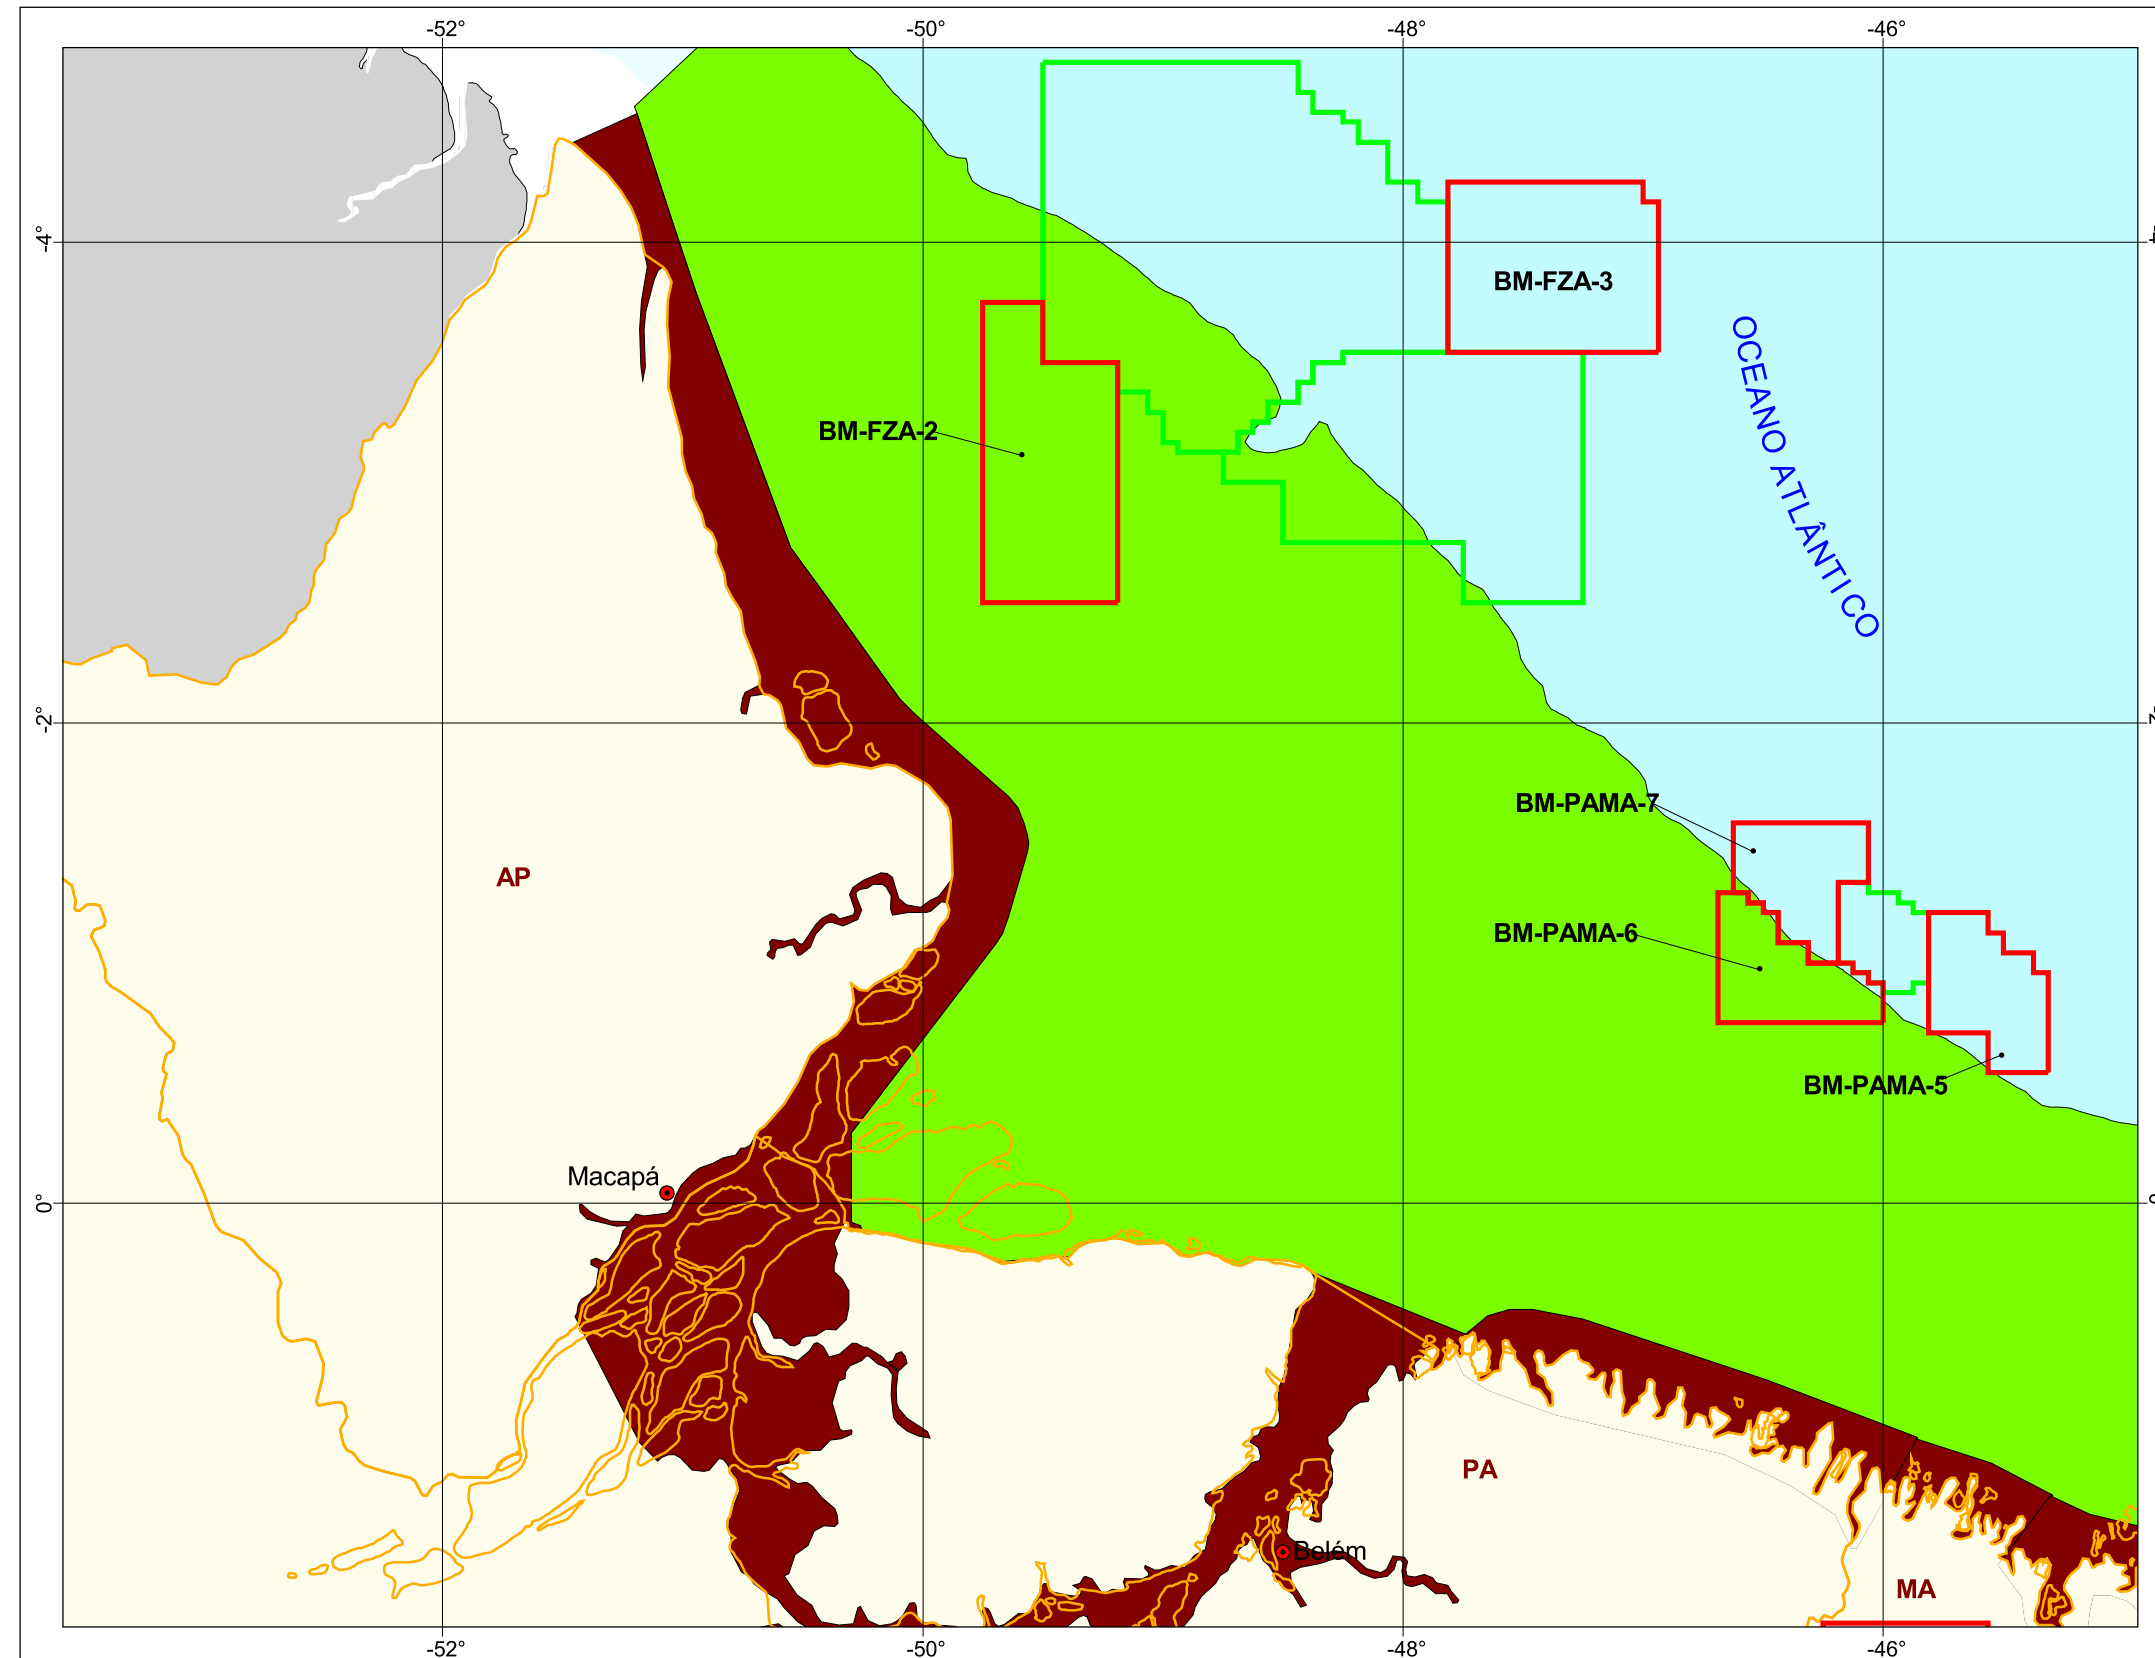 -52° -50° -48° -46°
-4°
BM-FZA-3
OCEANO ATLÂNTICO
BM-FZA-2
-2°
BM-PAMA-7
AP
BM-PAMA-6
BM-PAMA-5
Macapá
0°
PA
Belém
MA
-52° -50° -48° -46°